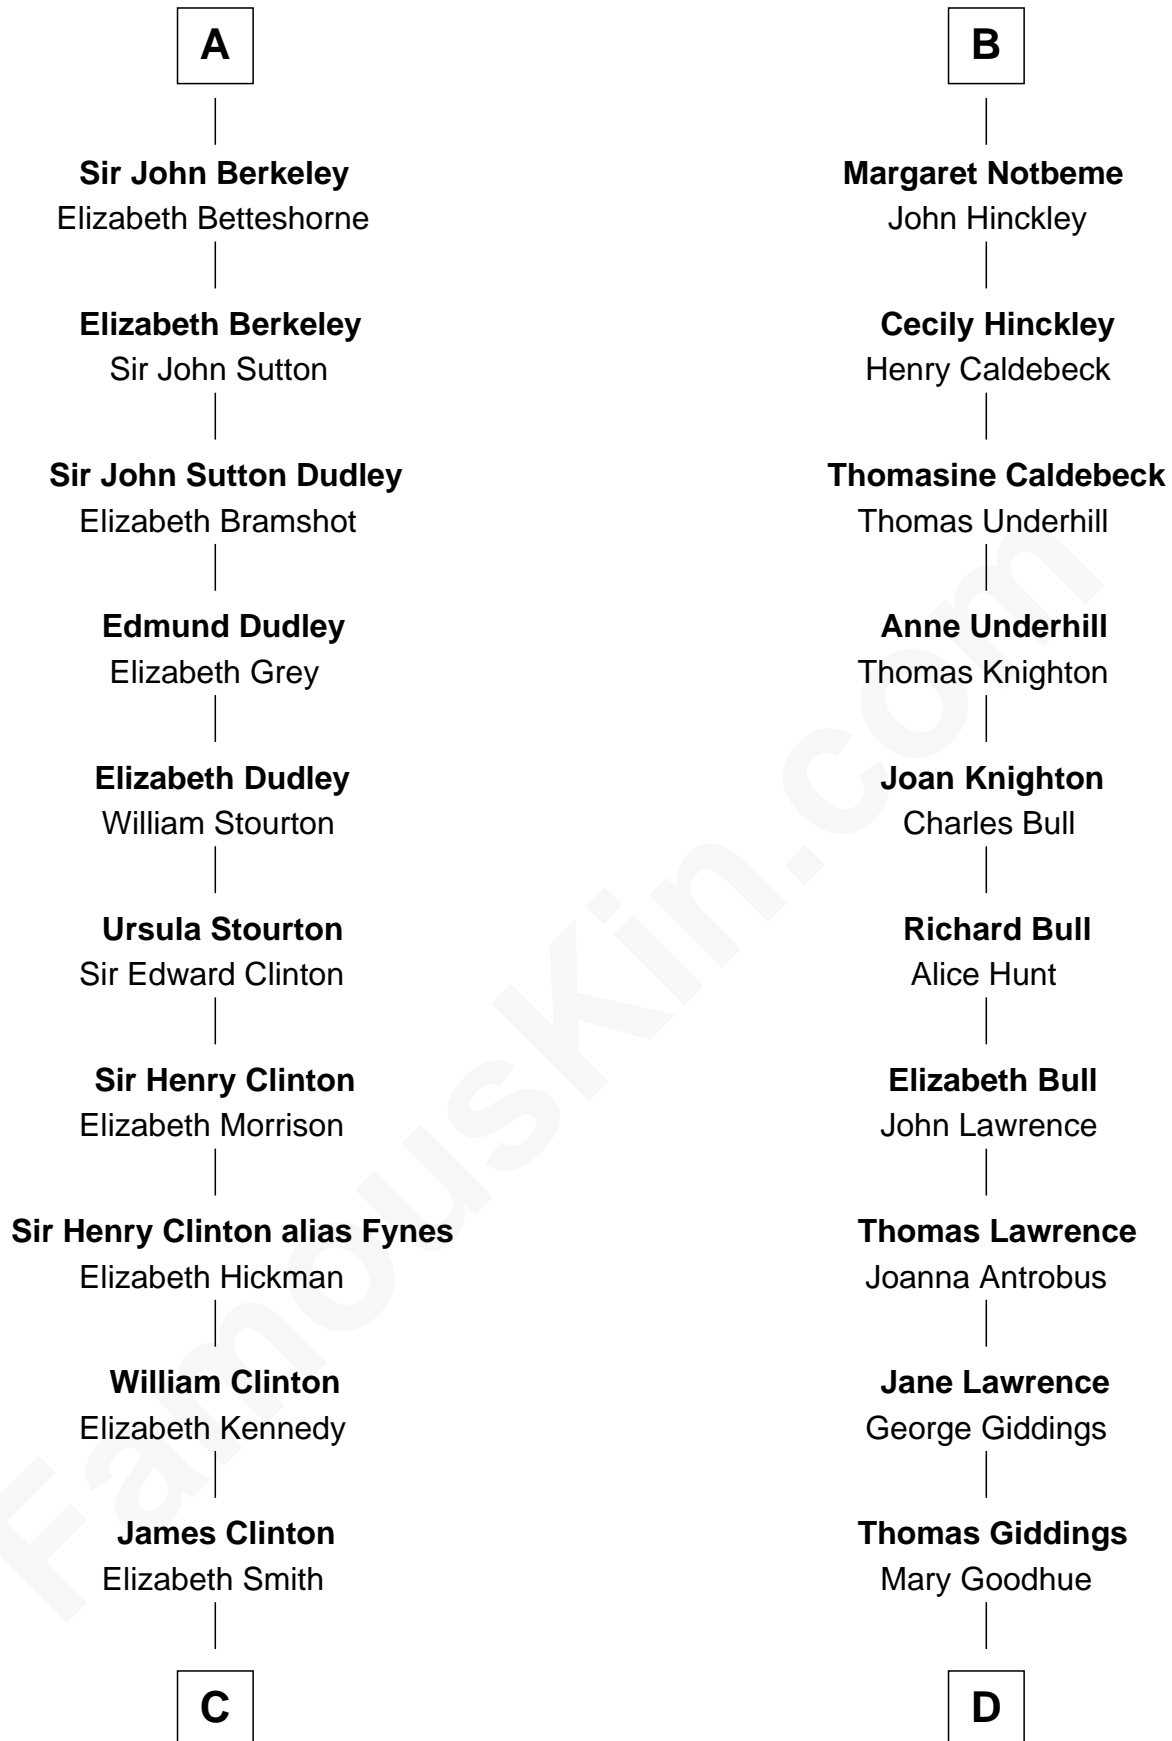 A
Sir John Berkeley
Elizabeth Betteshorne
Elizabeth Berkeley
Sir John Sutton
Sir John Sutton Dudley
Elizabeth Bramshot
Edmund Dudley
Elizabeth Grey
Elizabeth Dudley
William Stourton
Ursula Stourton
Sir Edward Clinton
Sir Henry Clinton
Elizabeth Morrison
Sir Henry Clinton alias Fynes
Elizabeth Hickman
William Clinton
Elizabeth Kennedy
James Clinton
Elizabeth Smith
C
B
Margaret Notbeme
John Hinckley
Cecily Hinckley
Henry Caldebeck
Thomasine Caldebeck
Thomas Underhill
Anne Underhill
Thomas Knighton
Joan Knighton
Charles Bull
Richard Bull
Alice Hunt
Elizabeth Bull
John Lawrence
Thomas Lawrence
Joanna Antrobus
Jane Lawrence
George Giddings
Thomas Giddings
Mary Goodhue
D
FamousKin.com